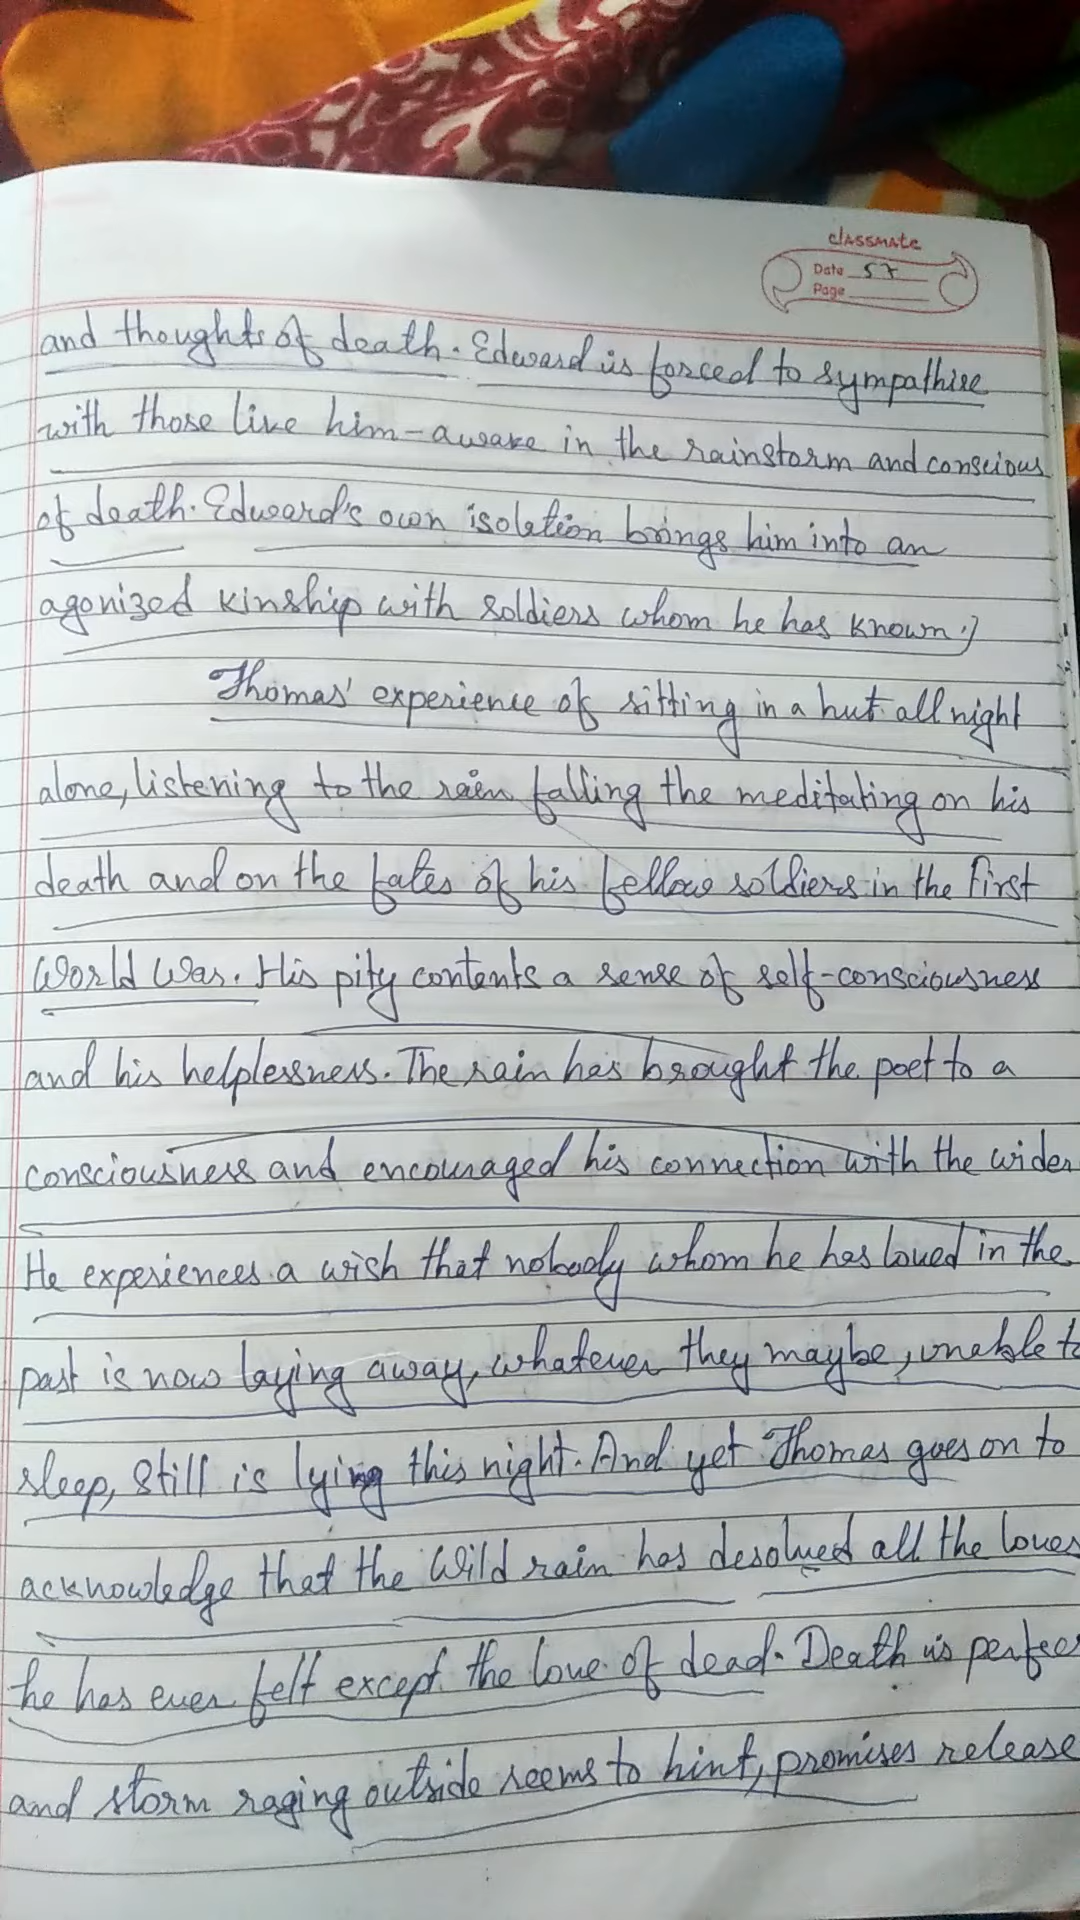 classmate
Date 57
Page
and thoughts of death. Edward is forced to sympathise
with those live him-awake in the rainstorm and conscious
of death. Edward's own isolation brings him into an
agonized kinship with soldiers whom he has known.)
Thomas' experience of sitting in a hut all night
alone, listening to the rain falling the meditating on his
death and on the fates of his fellow soldiers in the first
World War. His pity contents a sense of self-consciousness
and his helplessness. The rain has brought the poet to a
consciousness and encouraged his connection with the wider
He experiences a wish that nobody whom he has loved in the
past is now laying away, whatever they maybe, unable to
sleep, still is lying this night. And yet Thomas goes on to
acknowledge that the Wild rain has desolved all the loves
he has ever felt except the love of dead. Death is perfec
and storm raging outside seems to hint, promises release